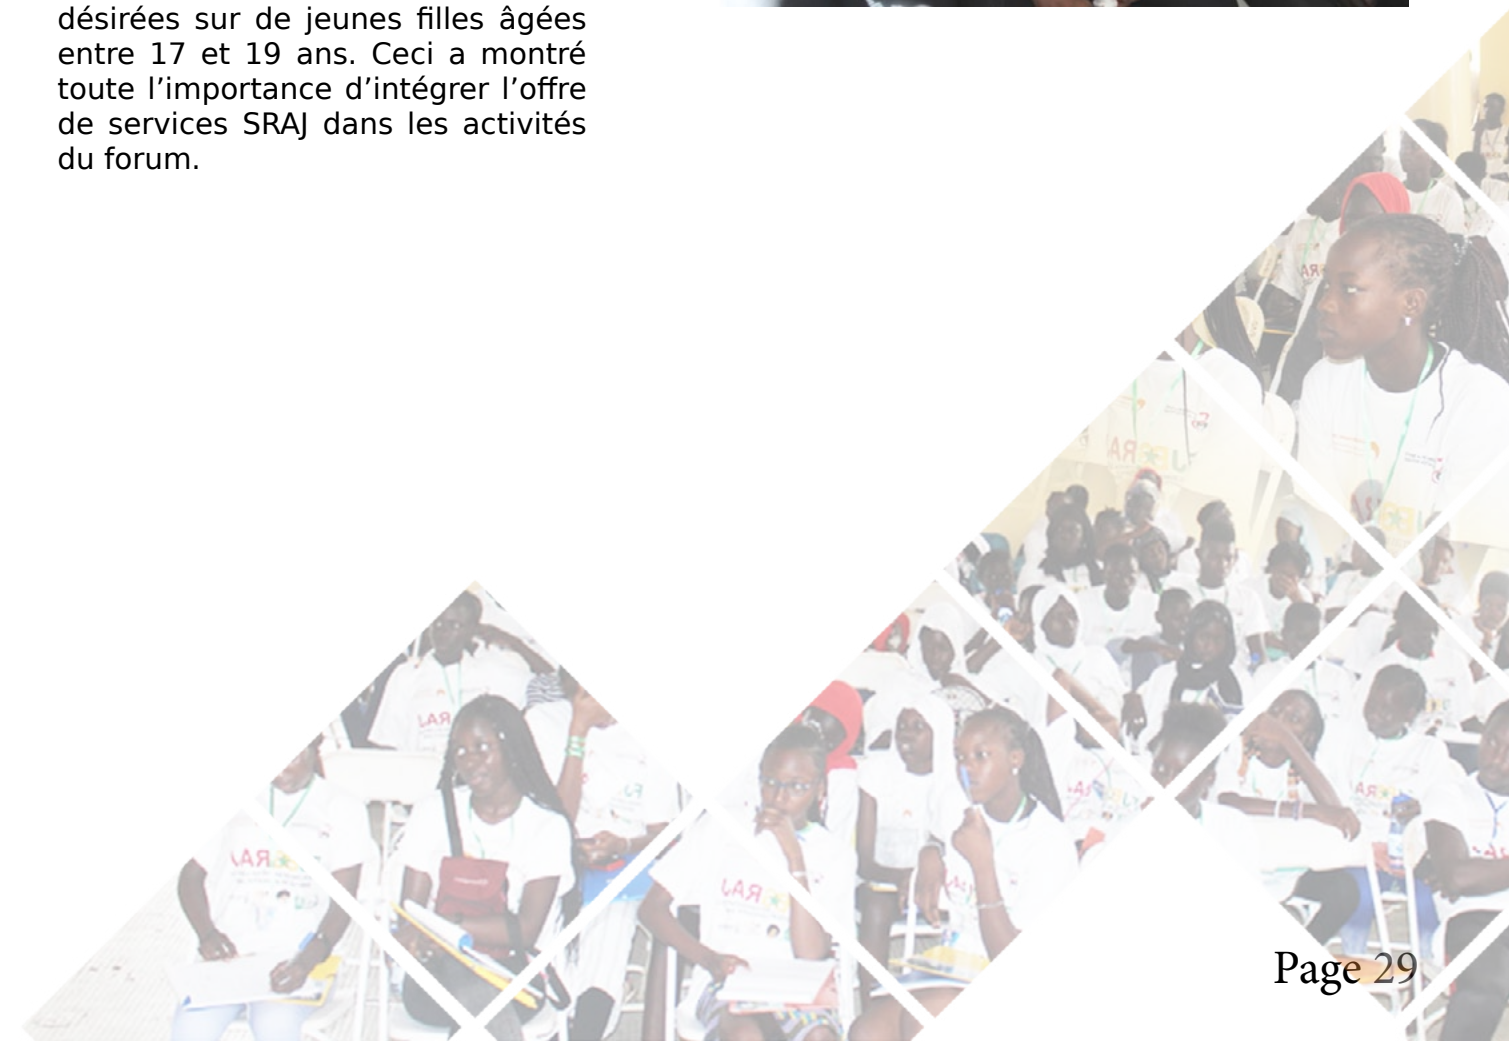 désirées sur de jeunes filles âgées
entre 17 et 19 ans. Ceci a montré
toute l’importance d’intégrer l’offre
de services SRAJ dans les activités
du forum.
Page 29